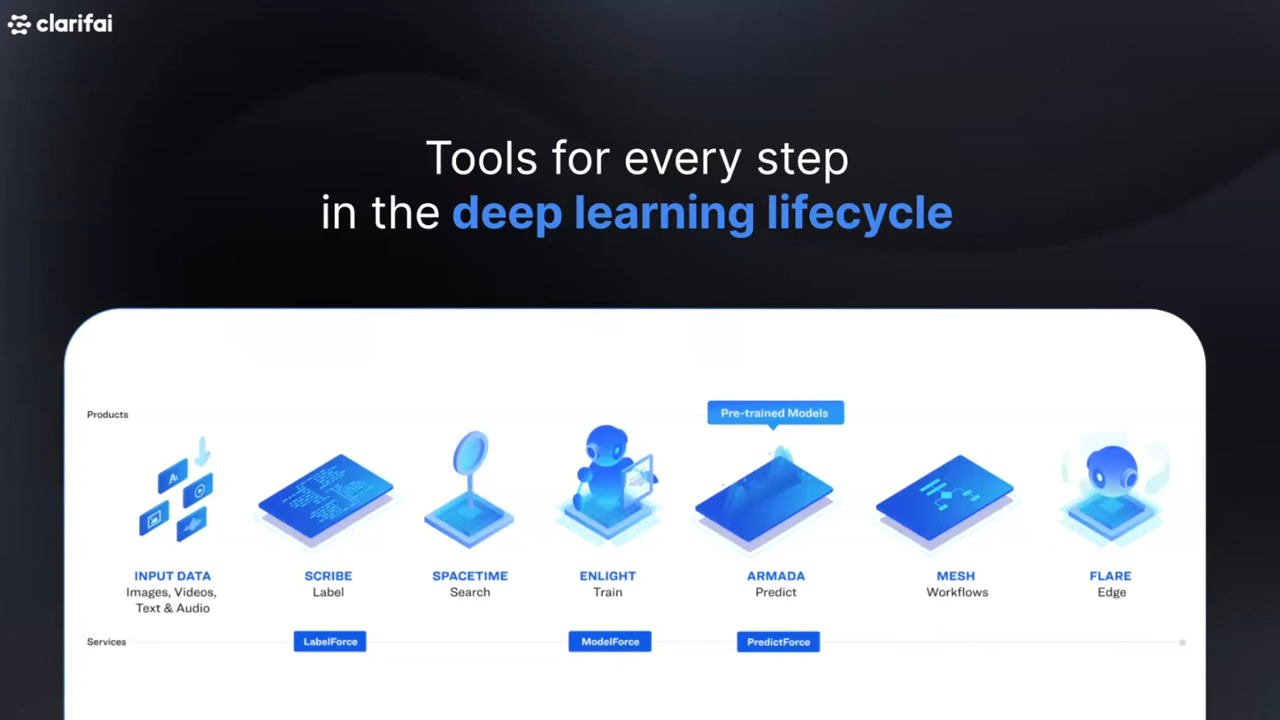 clarifai
Tools for every step
in the deep learning lifecycle
Products
Pre-trained Models
INPUT DATA
Images, Videos,
Text & Audio
SCRIBE
Label
SPACETIME
Search
ENLIGHT
Train
ARMADA
Predict
MESH
Workflows
FLARE
Edge
Services
LabelForce
ModelForce
PredictForce